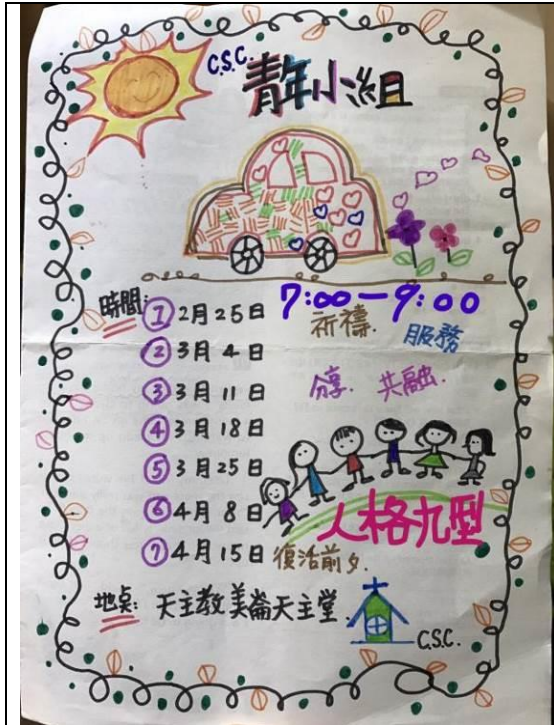 C.S.C. 青年小組
時間: ① 2月25日 7:00-9:00
祈禱. 服務
② 3月4日
③ 3月11日 分享. 共融.
④ 3月18日
⑤ 3月25日
⑥ 4月8日
人格九型
⑦ 4月15日 復活前夕.
地桌: 天主教美崙天主堂.
C.S.C.